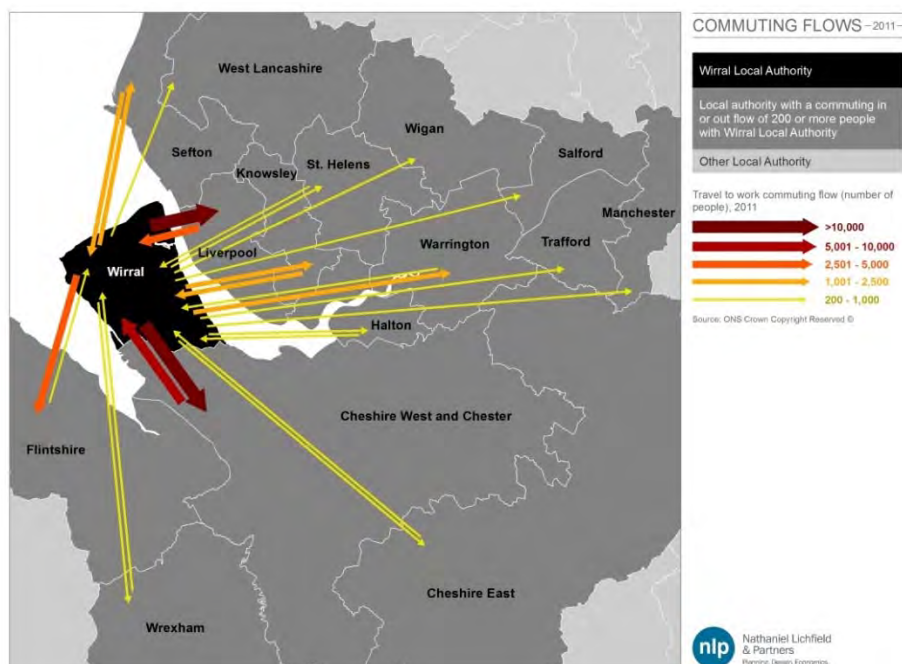 COMMUTING FLOWS –2011–
Wirral Local Authority
Local authority with a commuting in
or out flow of 200 or more people
with Wirral Local Authority
Other Local Authority
Travel to work commuting flow (number of
people), 2011
>10,000
5,001 - 10,000
2,501 - 5,000
1,001 - 2,500
200 - 1,000
Source: ONS Crown Copyright Reserved ©
West Lancashire
Wigan
Sefton
Knowsley
St. Helens
Salford
Manchester
Liverpool
Warrington
Trafford
Wirral
Halton
Cheshire West and Chester
Flintshire
Cheshire East
Wrexham
nlp
Nathaniel Lichfield
& Partners
Planning. Design. Economics.